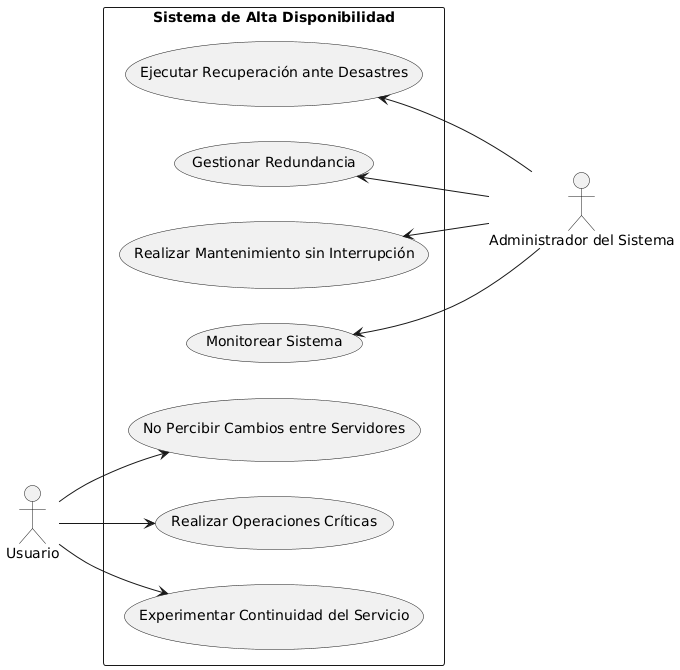 Sistema de Alta Disponibilidad
Ejecutar Recuperación ante Desastres
Gestionar Redundancia
Administrador del Sistema
Realizar Mantenimiento sin Interrupción
Monitorear Sistema
No Percibir Cambios entre Servidores
Realizar Operaciones Críticas
Usuario
Experimentar Continuidad del Servicio